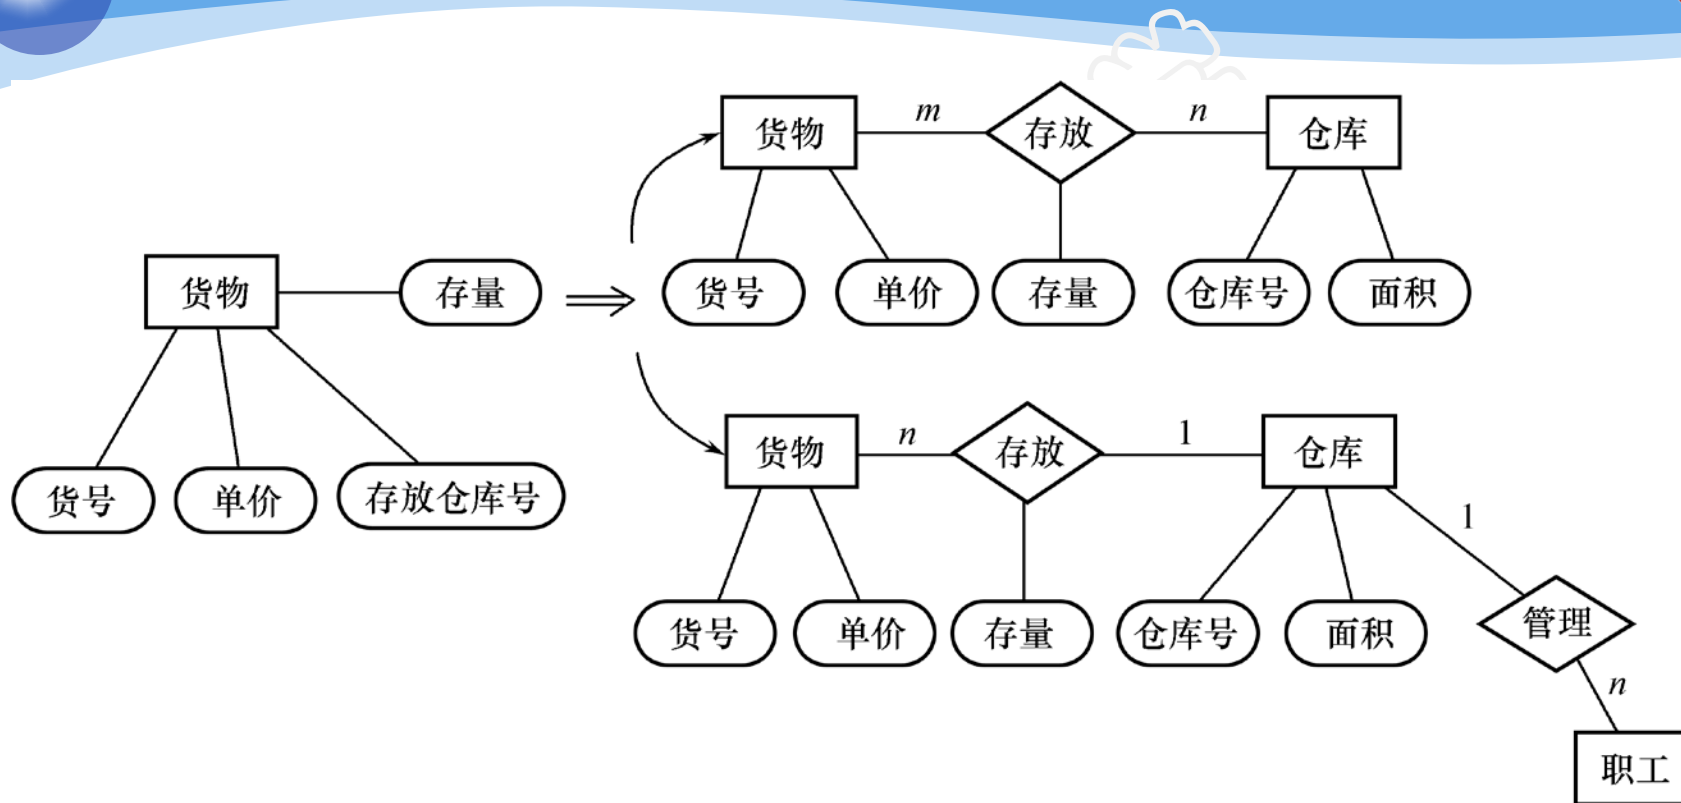 货物
m
存放
n
仓库
货号
单价
存量
仓库号
面积
货物
存量
货号
单价
存放仓库号
货物
n
存放
1
仓库
1
货号
单价
存量
仓库号
面积
管理
n
职工